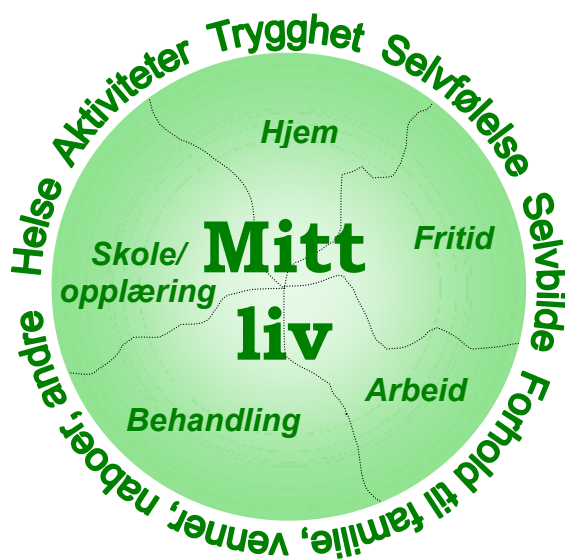 Helse Aktiviteter Trygghet Selvfølelse Selvbilde Forhold til familie, venner, naboer, andre
Hjem
Fritid
Skole/
opplæring
Mitt
liv
Arbeid
Behandling